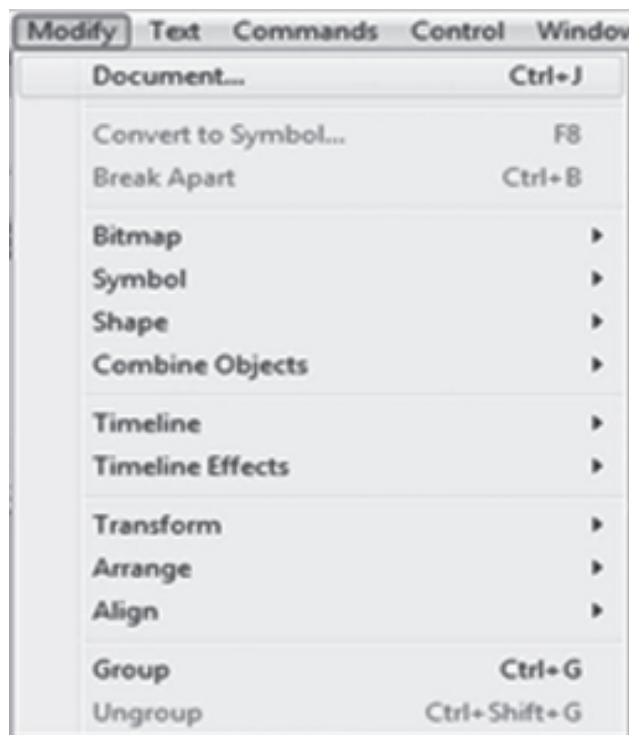 Modify Text Commands Control Window
Document... Ctrl+J
Convert to Symbol... F8
Break Apart Ctrl+B
Bitmap
Symbol
Shape
Combine Objects
Timeline
Timeline Effects
Transform
Arrange
Align
Group Ctrl+G
Ungroup Ctrl+Shift+G